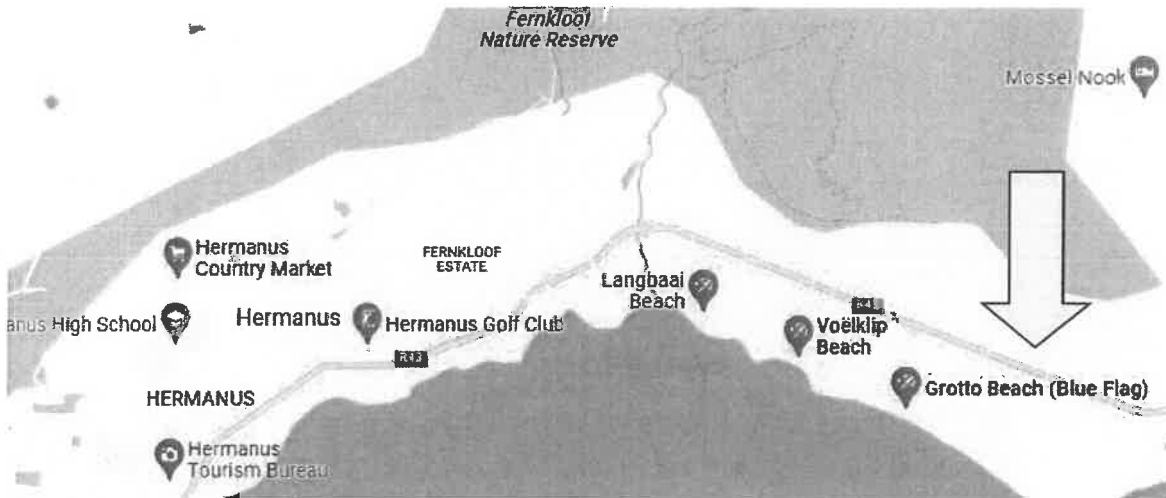 Fernkloof
Nature Reserve
Mossel Nook
Hermanus
Country Market
FERNKLOOF
ESTATE
Langbaai
Beach
High School
Hermanus
Hermanus Golf Club
Voëlklip
Beach
R43
Grotto Beach (Blue Flag)
HERMANUS
Hermanus
Tourism Bureau